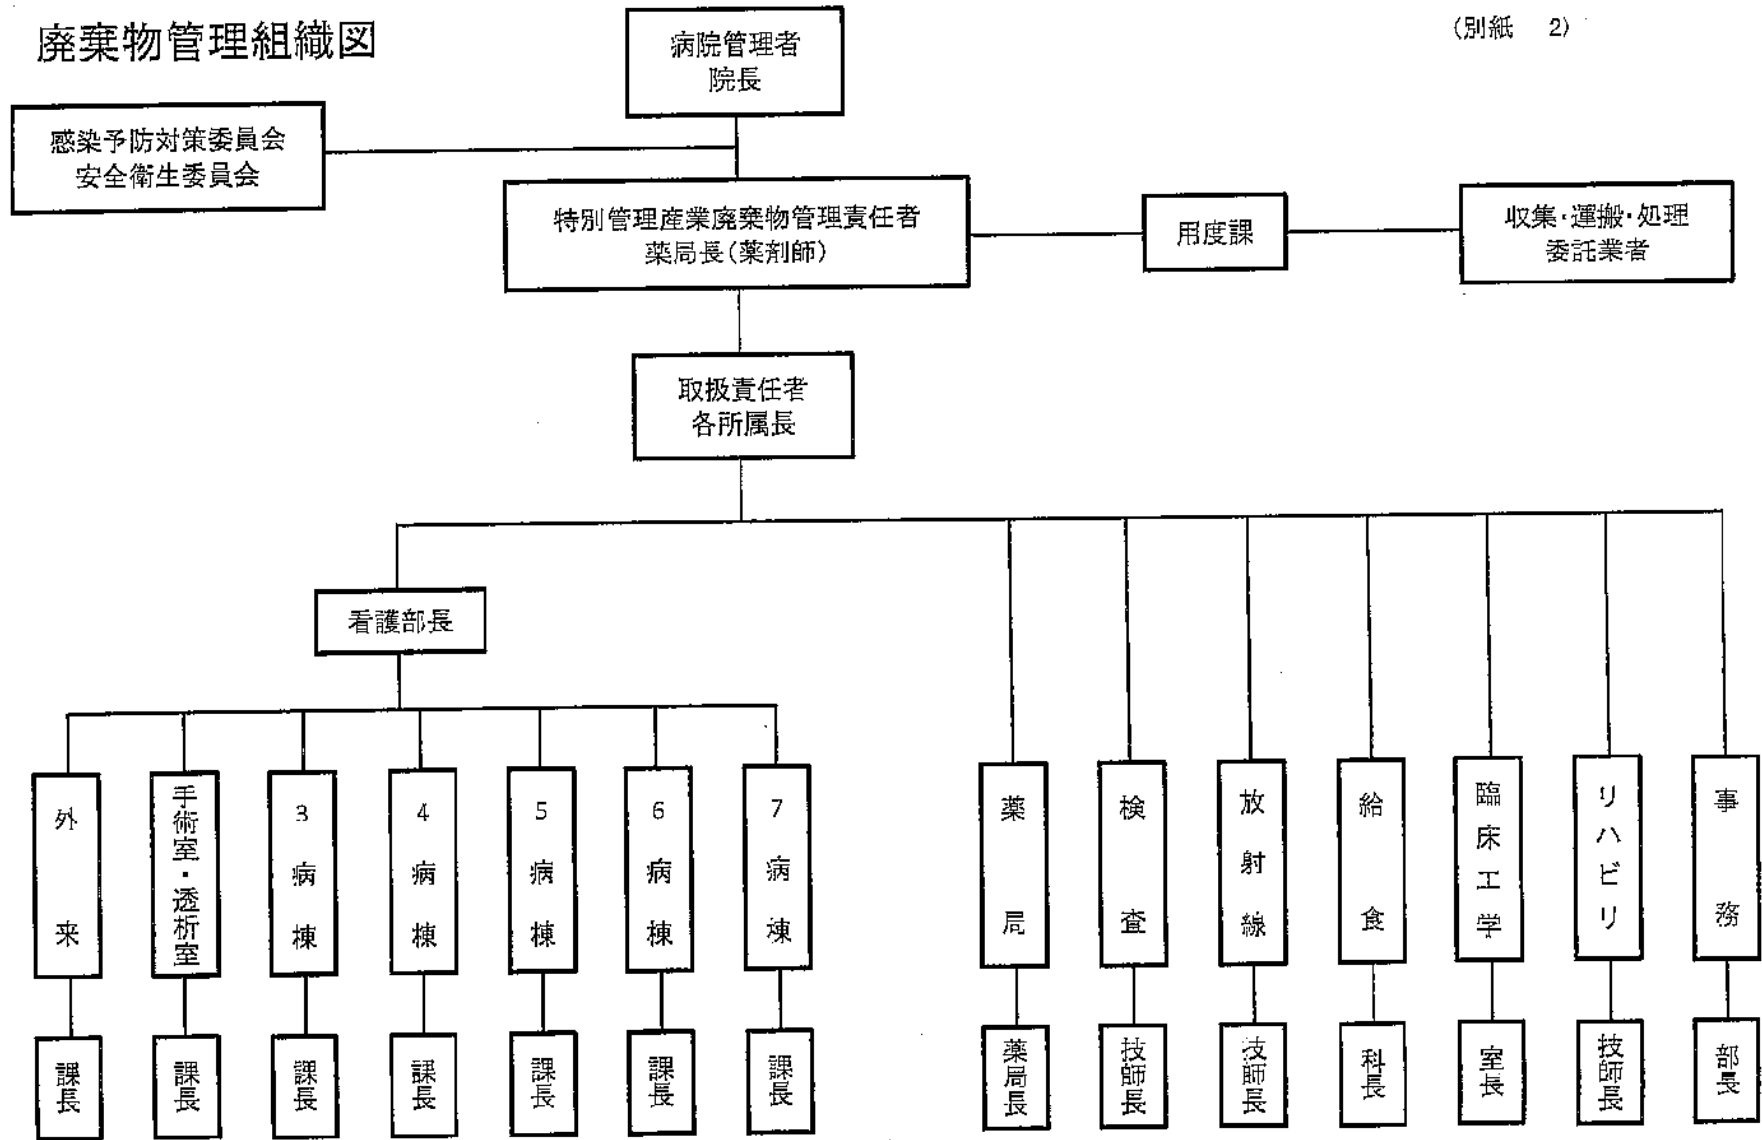 廃棄物管理組織図
(別紙 2)
病院管理者
院長
感染予防対策委員会
安全衛生委員会
特別管理産業廃棄物管理責任者
薬局長(薬剤師)
用度課
収集・運搬・処理
委託業者
取扱責任者
各所属長
看護部長
外来
手術室・透析室
3病棟
4病棟
5病棟
6病棟
7病棟
薬局
検査
放射線
給食
臨床工学
リハビリ
事務
課長
課長
課長
課長
課長
課長
課長
薬局長
技師長
技師長
科長
室長
技師長
部長